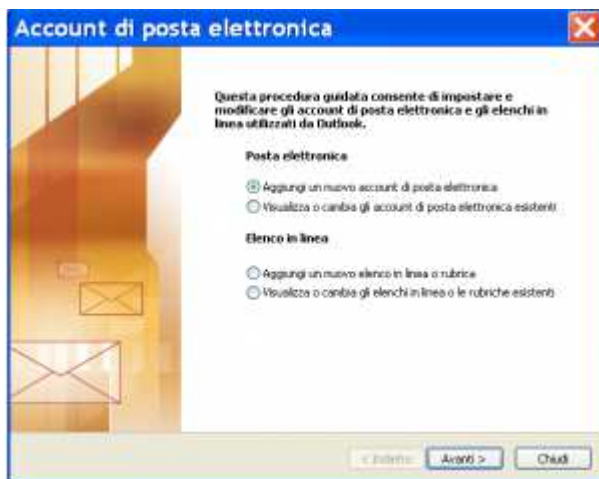 Account di posta elettronica
Questa procedura guidata consente di impostare e
modificare gli account di posta elettronica e gli elenchi in
linea utilizzati da Outlook.
Posta elettronica
Aggiungi un nuovo account di posta elettronica
Visualizza o cambia gli account di posta elettronica esistenti
Elenco in linea
Aggiungi un nuovo elenco in linea o rubrica
Visualizza o cambia gli elenchi in linea o le rubriche esistenti
< Indietro Avanti > Chiudi